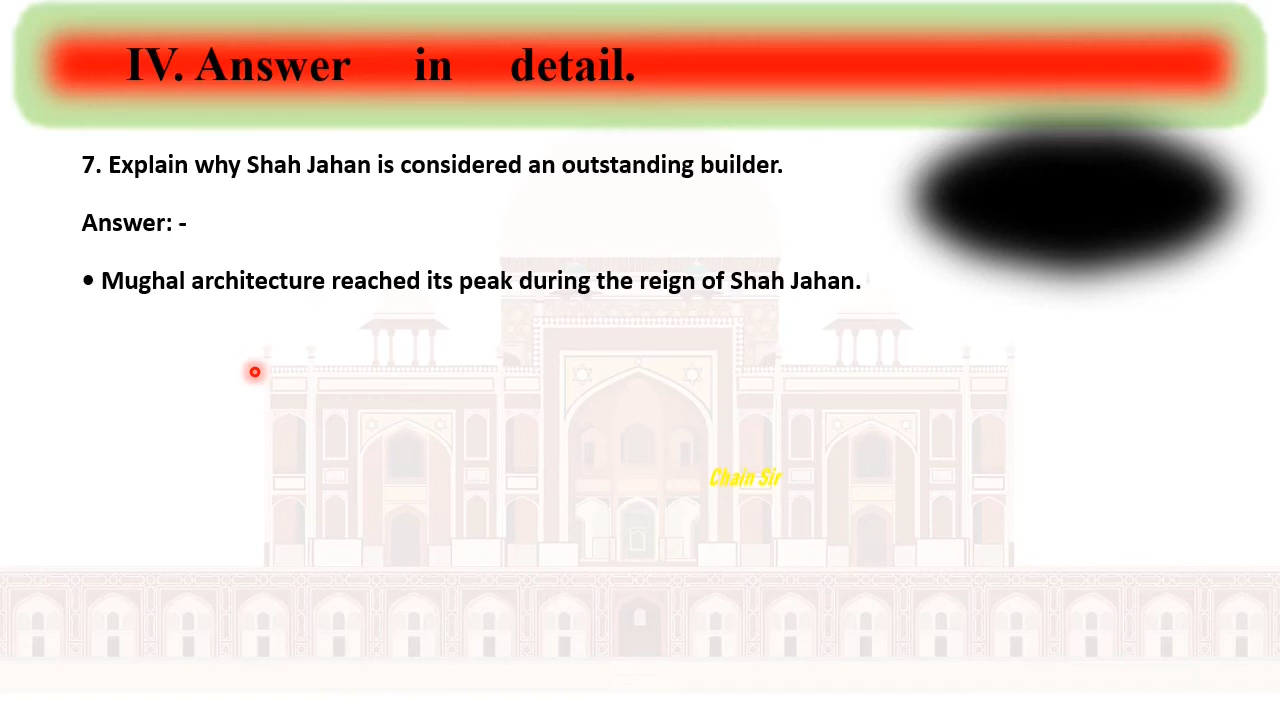 IV. Answer in detail.
7. Explain why Shah Jahan is considered an outstanding builder.
Answer: -
• Mughal architecture reached its peak during the reign of Shah Jahan.
Chain Sir